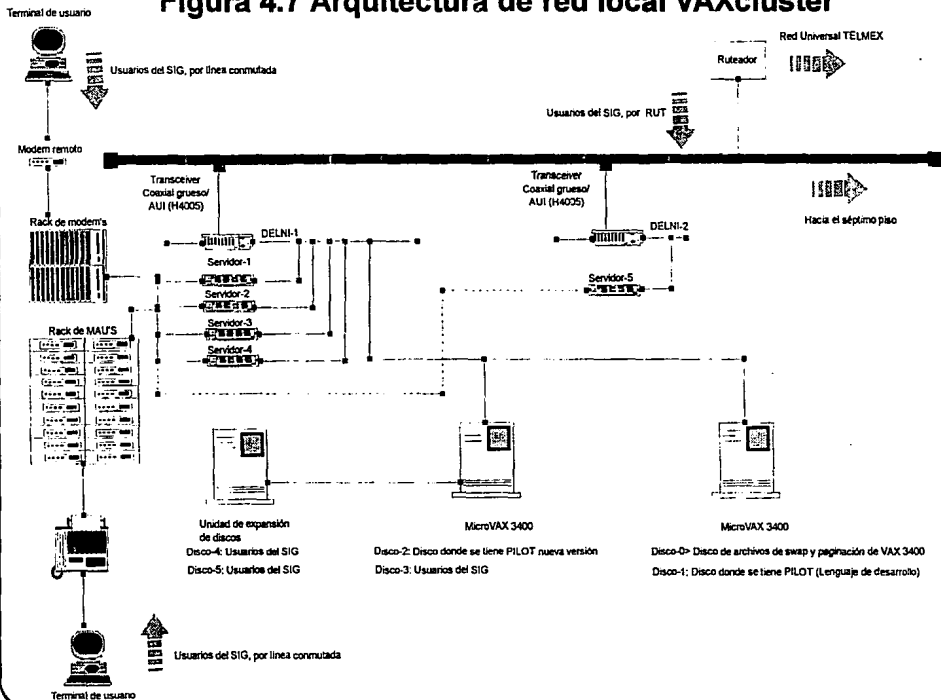 Figura 4.7 Arquitectura de red local VAXcluster
Terminal de usuario
Usuarios del SIG, por línea conmutada
Modem remoto
Rack de modem's
Rack de MAU'S
Red Universal TELMEX
Ruteador
Usuarios del SIG, por RUT
Transceiver
Coaxial grueso/
AUI (H4005)
Transceiver
Coaxial grueso/
AUI (H4005)
Hacia el séptimo piso
DELNI-1
DELNI-2
Servidor-1
Servidor-2
Servidor-3
Servidor-4
Servidor-5
Unidad de expansión
de discos
Disco-4: Usuarios del SIG
Disco-5: Usuarios del SIG
MicroVAX 3400
Disco-2: Disco donde se tiene PILOT nueva versión
Disco-3: Usuarios del SIG
MicroVAX 3400
Disco-0> Disco de archivos de swap y paginación de VAX 3400
Disco-1: Disco donde se tiene PILOT (Lenguaje de desarrollo)
Usuarios del SIG, por línea conmutada
Terminal de usuario